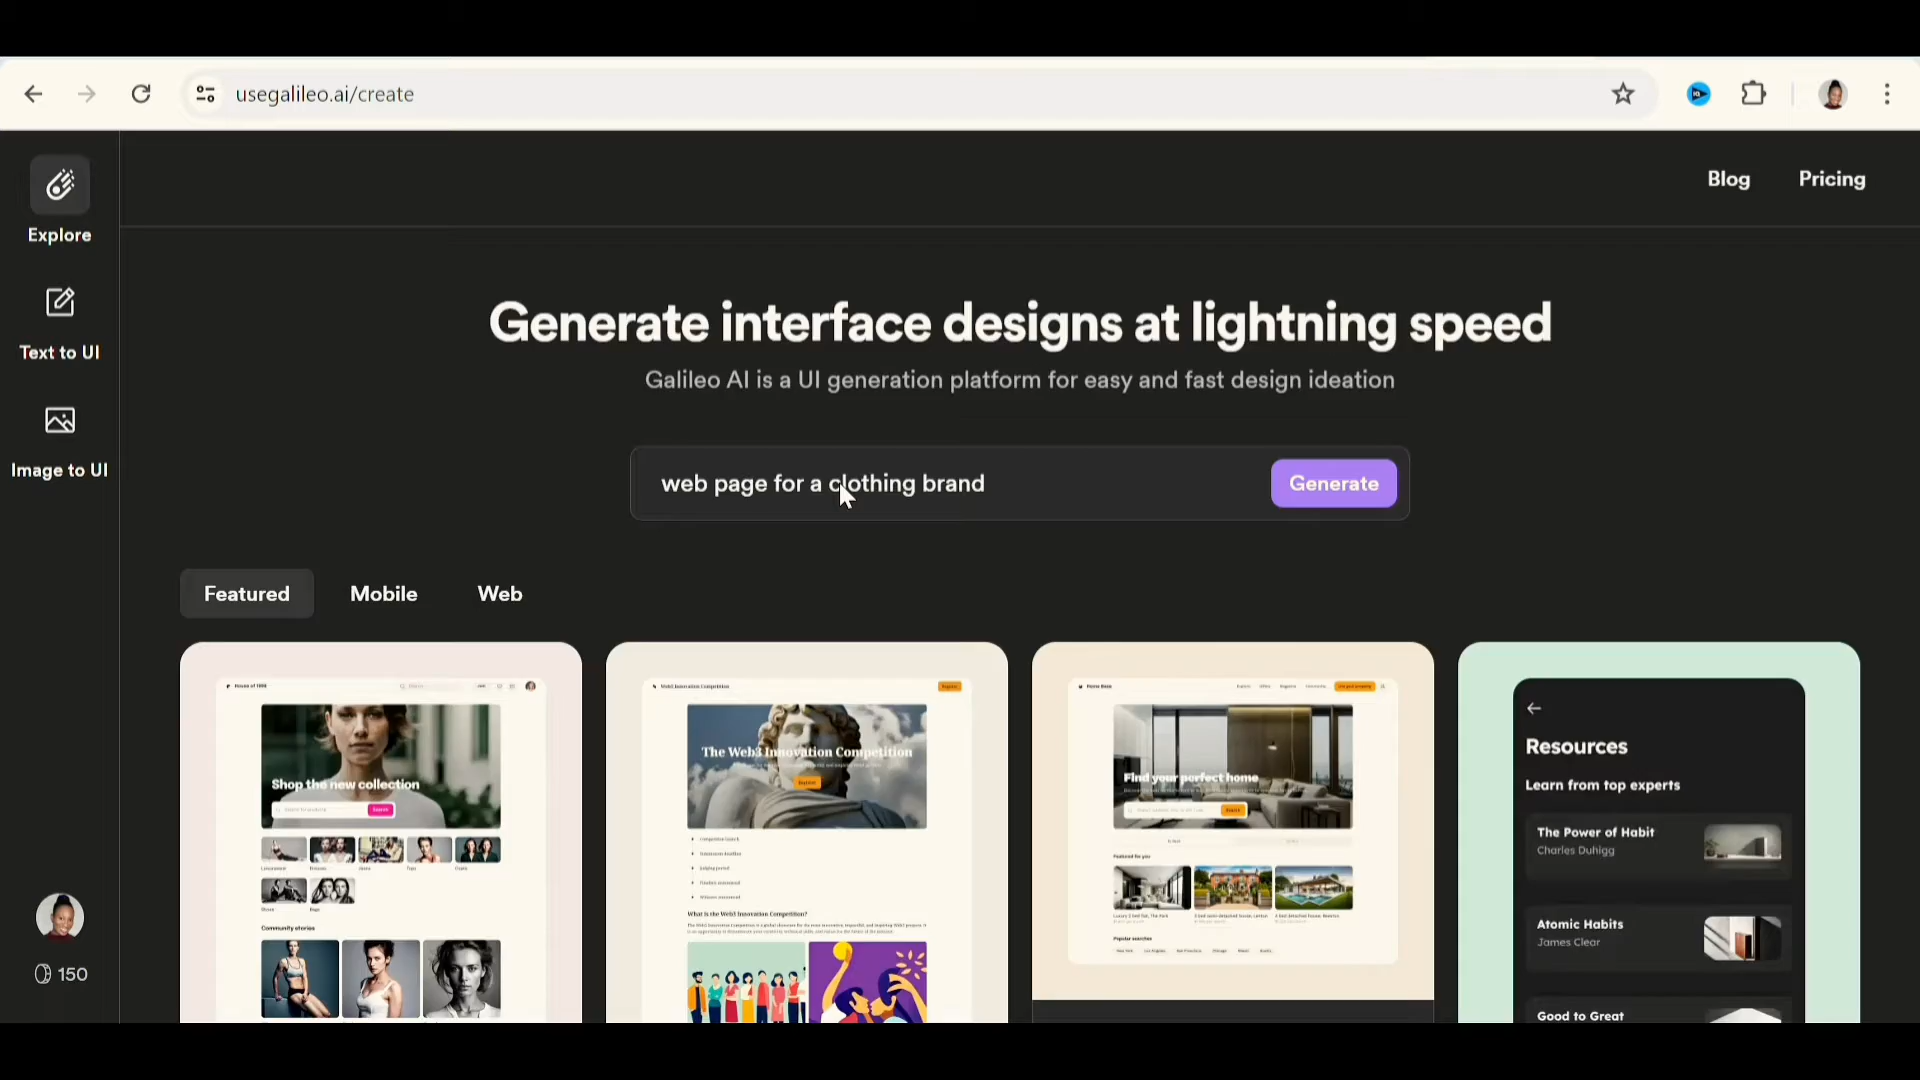 usegalileo.ai/create
Blog
Pricing
Explore
Text to UI
Image to UI
150
Generate interface designs at lightning speed
Galileo AI is a UI generation platform for easy and fast design ideation
web page for a clothing brand
Generate
Featured
Mobile
Web
Shop the new collection
Search
Community stories
Web3 Innovation Competition
The Web3 Innovation Competition
What is the Web3 Innovation Competition?
Find your perfect home
Featured for you
Popular searches
Resources
Learn from top experts
The Power of Habit
Charles Duhigg
Atomic Habits
James Clear
Good to Great